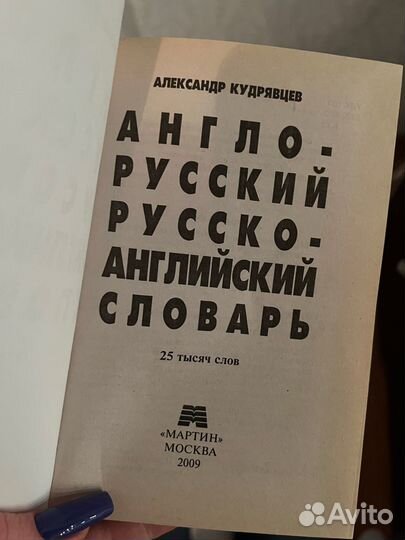 АЛЕКСАНДР КУДРЯВЦЕВ
АНГЛО-
РУССКИЙ
РУССКО-
АНГЛИЙСКИЙ
СЛОВАРЬ
25 тысяч слов
«МАРТИН»
МОСКВА
2009
Avito